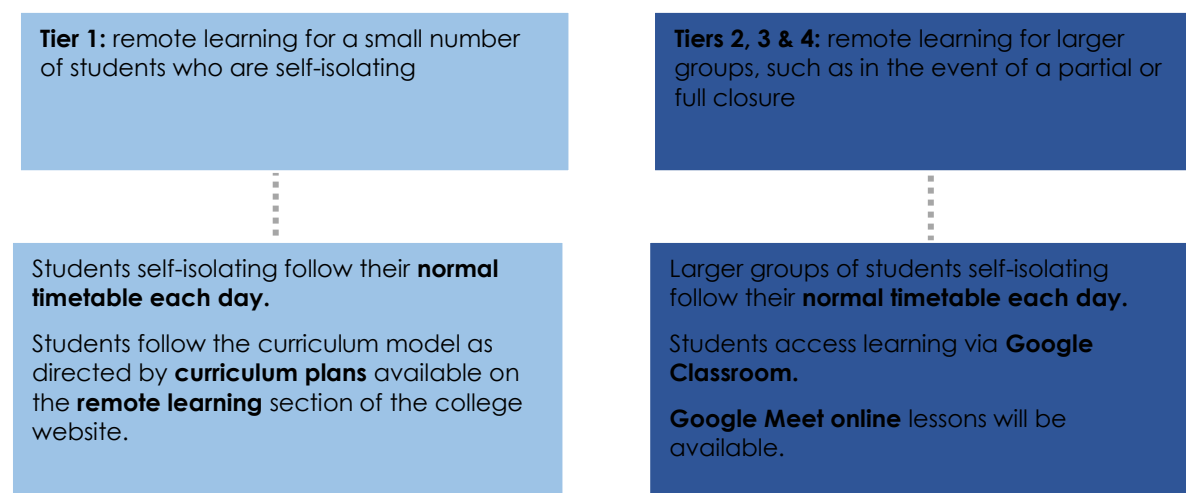 Tier 1: remote learning for a small number
of students who are self-isolating
Tiers 2, 3 & 4: remote learning for larger
groups, such as in the event of a partial or
full closure
Students self-isolating follow their normal
timetable each day.
Students follow the curriculum model as
directed by curriculum plans available on
the remote learning section of the college
website.
Larger groups of students self-isolating
follow their normal timetable each day.
Students access learning via Google
Classroom.
Google Meet online lessons will be
available.